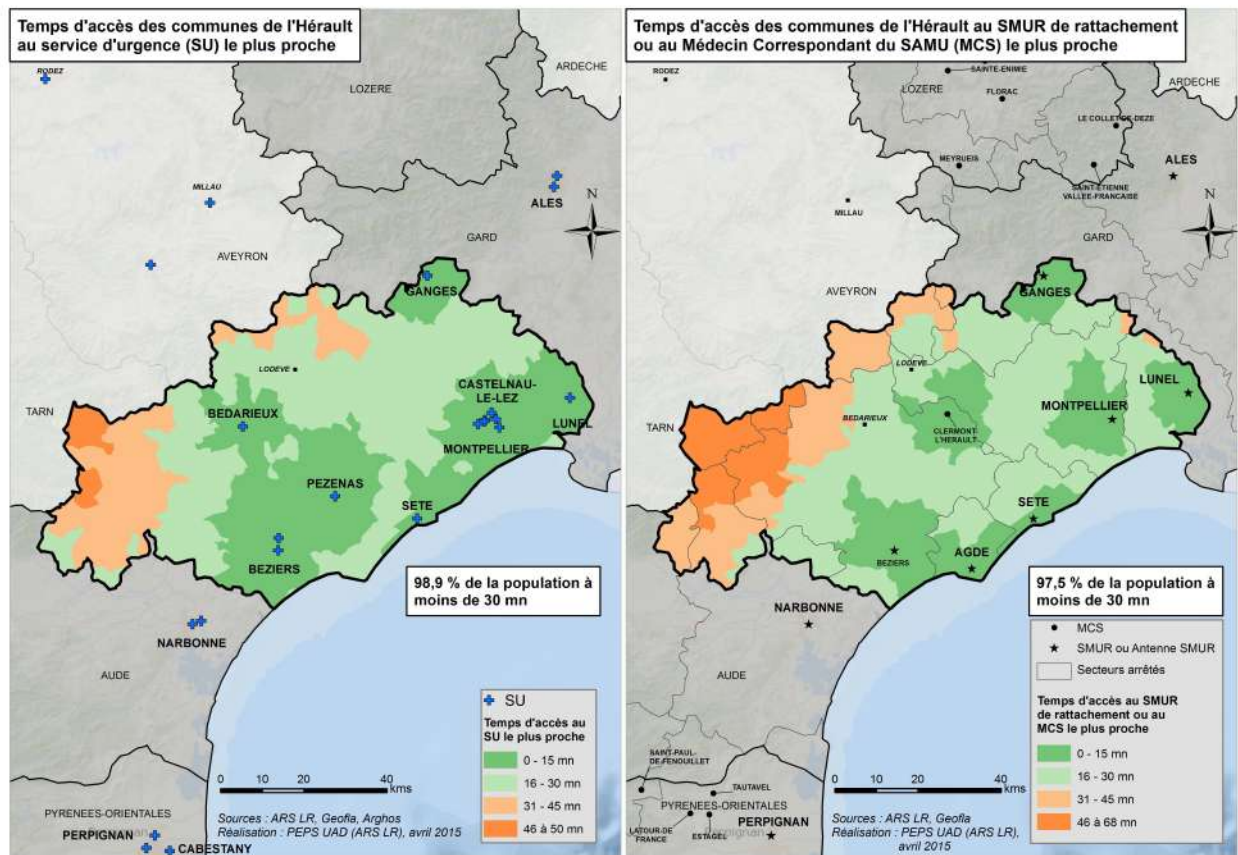 Temps d'accès des communes de l'Hérault
au service d'urgence (SU) le plus proche
RODEZ
ARDECHE
LOZERE
MILLAU
ALES
N
GARD
AVEYRON
GANGES
LODEVE
CASTELNAU-
LE-LEZ
BEDARIEUX
LUNEL
TARN
MONTPELLIER
PEZENAS
SETE
BEZIERS
98,9 % de la population à
moins de 30 mn
NARBONNE
AUDE
SU
Temps d'accès au
SU le plus proche
0 - 15 mn
16 - 30 mn
31 - 45 mn
46 à 50 mn
0 10 20 40
kms
PYRENEES-ORIENTALES
Sources : ARS LR, Geofla, Arghos
Réalisation : PEPS UAD (ARS LR), avril 2015
PERPIGNAN
Perpignan
CABESTANY
Temps d'accès des communes de l'Hérault au SMUR de rattachement
ou au Médecin Correspondant du SAMU (MCS) le plus proche
RODEZ
SAINTE-ENIMIE
ARDECHE
LOZERE
FLORAC
LE COLLET-DE-DEZE
MEYRUEIS
ALES
SAINT-ETIENNE
VALLEE-FRANCAISE
MILLAU
N
GARD
AVEYRON
GANGES
LODEVE
LUNEL
BEDARIEUX
MONTPELLIER
TARN
CLERMONT
L'HERAULT
SETE
AGDE
BEZIERS
97,5 % de la population à
moins de 30 mn
NARBONNE
MCS
SMUR ou Antenne SMUR
Secteurs arrêtés
AUDE
Temps d'accès au SMUR
de rattachement ou au
MCS le plus proche
0 - 15 mn
16 - 30 mn
31 - 45 mn
46 à 68 mn
SAINT-PAUL-
DE-FENOUILLET
0 10 20 40
kms
TAUTAVEL
PYRENEES-ORIENTALES
Sources : ARS LR, Geofla
Réalisation : PEPS UAD (ARS LR),
avril 2015
LATOUR-DE
FRANCE
ESTAGEL
PERPIGNAN
Perpignan